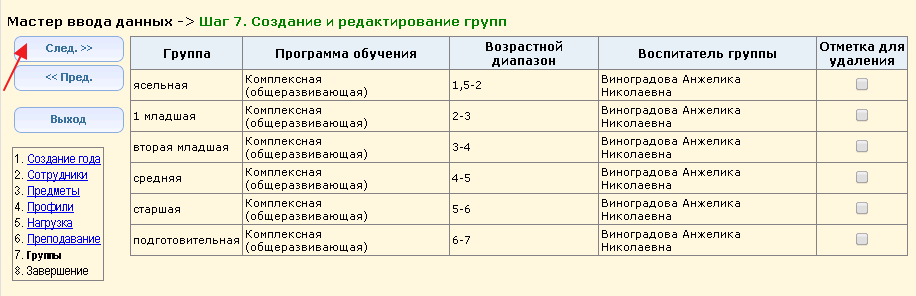 Мастер ввода данных -> Шаг 7. Создание и редактирование групп
След. >>
<< Пред.
Выход
1. Создание года
2. Сотрудники
3. Предметы
4. Профили
5. Нагрузка
6. Преподавание
7. Группы
8. Завершение
Группа
Программа обучения
Возрастной
диапазон
Воспитатель группы
Отметка для
удаления
ясельная
Комплексная
(общеразвивающая)
1,5-2
Виноградова Анжелика
Николаевна
1 младшая
Комплексная
(общеразвивающая)
2-3
Виноградова Анжелика
Николаевна
вторая младшая
Комплексная
(общеразвивающая)
3-4
Виноградова Анжелика
Николаевна
средняя
Комплексная
(общеразвивающая)
4-5
Виноградова Анжелика
Николаевна
старшая
Комплексная
(общеразвивающая)
5-6
Виноградова Анжелика
Николаевна
подготовительная
Комплексная
(общеразвивающая)
6-7
Виноградова Анжелика
Николаевна